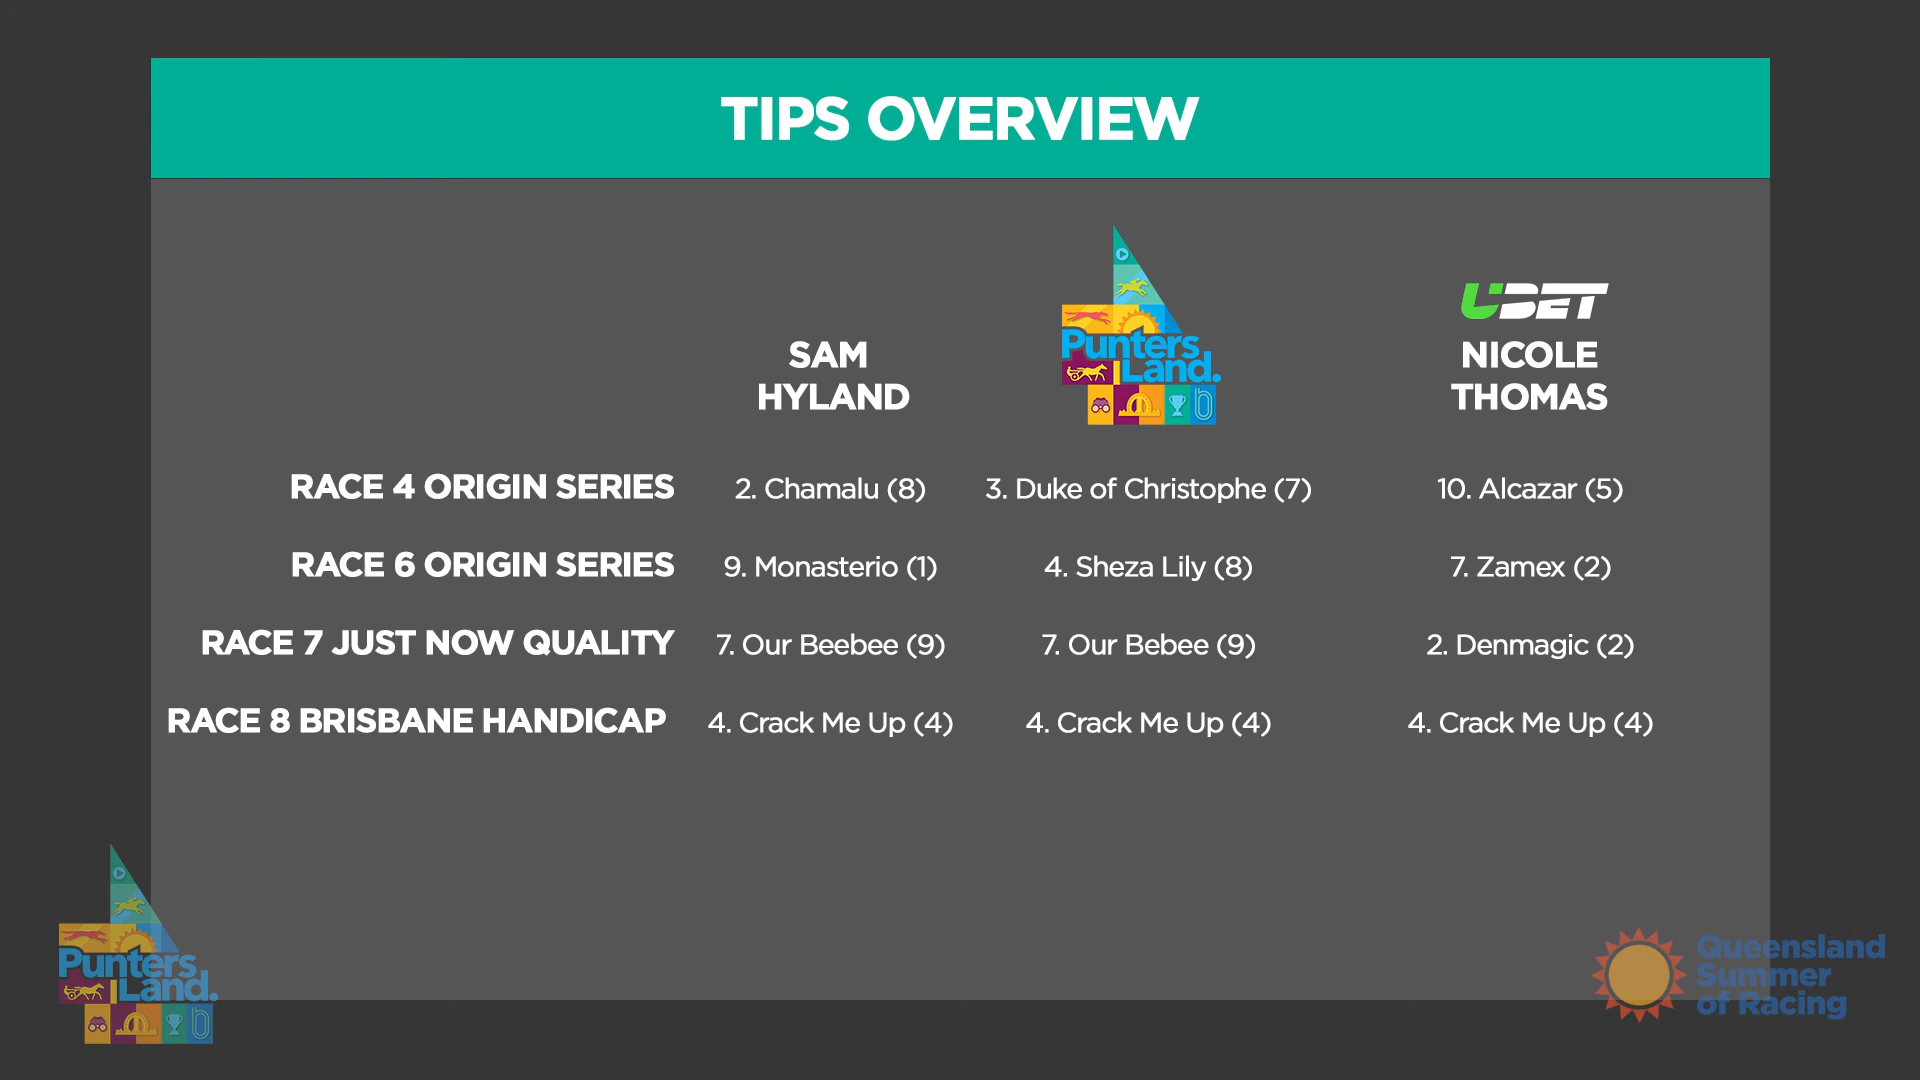 TIPS OVERVIEW
Punters
Land.
UBET
SAM
HYLAND
NICOLE
THOMAS
RACE 4 ORIGIN SERIES 2. Chamalu (8) 3. Duke of Christophe (7) 10. Alcazar (5)
RACE 6 ORIGIN SERIES 9. Monasterio (1) 4. Sheza Lily (8) 7. Zamex (2)
RACE 7 JUST NOW QUALITY 7. Our Beebee (9) 7. Our Bebee (9) 2. Denmagic (2)
RACE 8 BRISBANE HANDICAP 4. Crack Me Up (4) 4. Crack Me Up (4) 4. Crack Me Up (4)
Punters
Land.
Queensland
Summer
of Racing